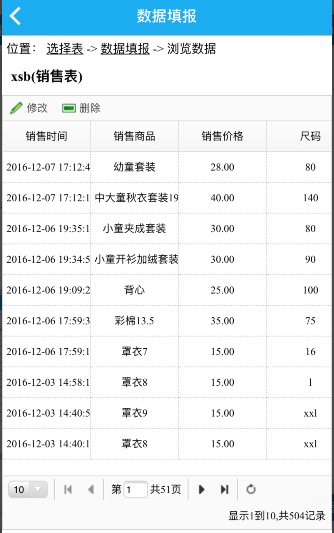 数据填报
位置： 选择表 -> 数据填报 -> 浏览数据
xsb(销售表)
修改 删除
销售时间 销售商品 销售价格 尺码
2016-12-07 17:12:4 幼童套装 28.00 80
2016-12-07 17:12:1 中大童秋衣套装19 40.00 140
2016-12-06 19:35:1 小童夹成套装 30.00 80
2016-12-06 19:34:5 小童开衫加绒套装 30.00 90
2016-12-06 19:09:2 背心 25.00 100
2016-12-06 17:59:3 彩棉13.5 35.00 75
2016-12-06 17:59:1 罩衣7 15.00 16
2016-12-03 14:58:1 罩衣8 15.00 1
2016-12-03 14:40:5 罩衣9 15.00 xxl
2016-12-03 14:40:1 罩衣8 15.00 xxl
10 第 1 共51页
显示1到10,共504记录